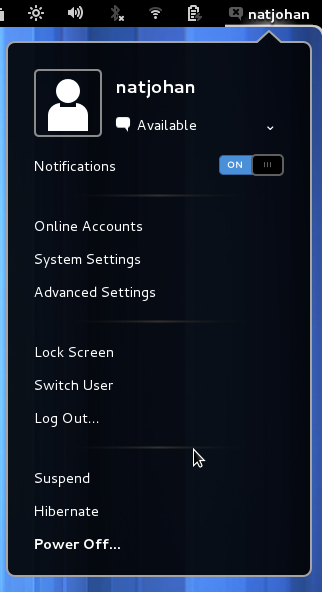 natjohan
natjohan
Available
Notifications
ON
Online Accounts
System Settings
Advanced Settings
Lock Screen
Switch User
Log Out...
Suspend
Hibernate
Power Off...